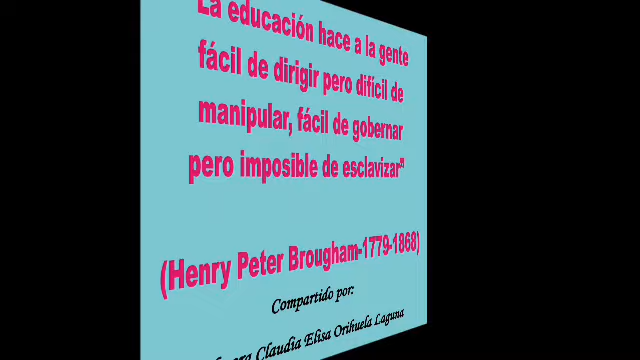 La educación hace a la gente
fácil de dirigir pero difícil de
manipular, fácil de gobernar
pero imposible de esclavizar”
(Henry Peter Brougham-1779-1868)
Compartido por:
Claudia Elisa Orihuela Laguna